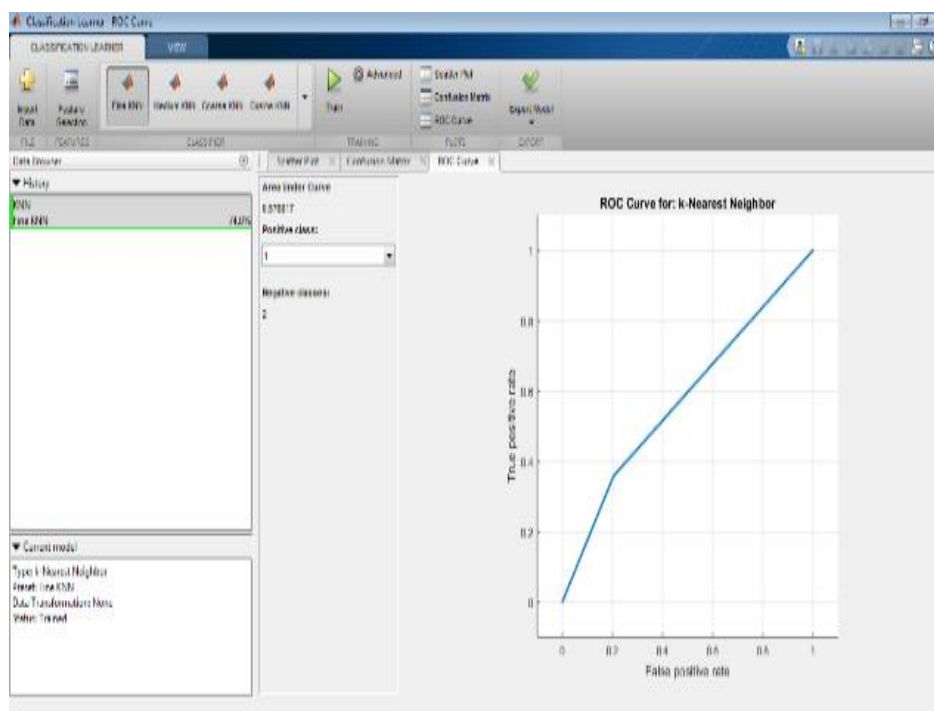 Classification Learner - ROC Curve
CLASSIFICATION LEARNER VIEW
Import Data
Feature Selection
Fine KNN Medium KNN Coarse KNN Cosine KNN
Train
Advanced
Scatter Plot
Confusion Matrix
ROC Curve
Export Model
FILE FEATURES CLASSIFIER TRAINING PLOTS EXPORT
Data Browser
Scatter Plot Confusion Matrix ROC Curve
History
KNN
Fine KNN
Area Under Curve
Positive class:
1
Negative classes:
2
ROC Curve for: k-Nearest Neighbor
1
0.8
0.6
0.4
0.2
0
True positive rate
0 0.2 0.4 0.6 0.8 1
False positive rate
Current model
Type: k-Nearest Neighbor
Preset: Fine KNN
Data Transformation: None
Status: Trained